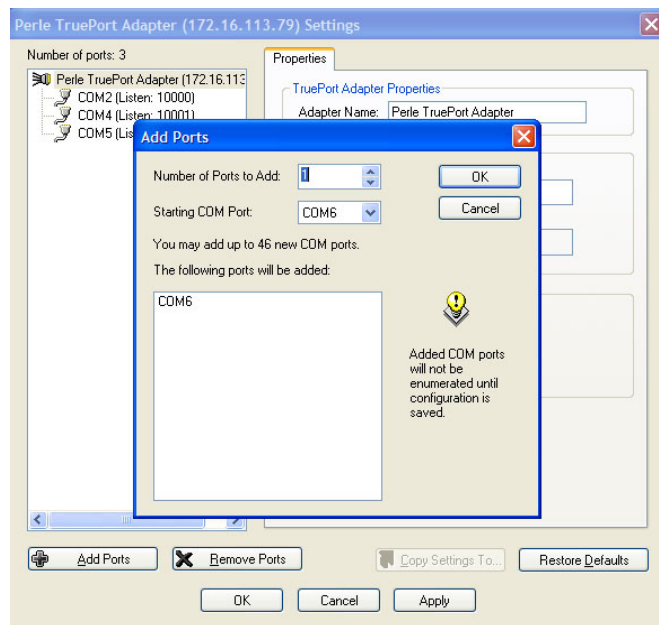 Perle TruePort Adapter (172.16.113.79) Settings
Number of ports: 3
Properties
Perle TruePort Adapter (172.16.113
COM2 (Listen: 10000)
COM4 (Listen: 10001)
COM5 (Lis
TruePort Adapter Properties
Adapter Name: Perle TruePort Adapter
Add Ports
Number of Ports to Add: 1
OK
Starting COM Port: COM6
Cancel
You may add up to 46 new COM ports.
The following ports will be added:
COM6
Added COM ports
will not be
enumerated until
configuration is
saved.
Add Ports
Remove Ports
Copy Settings To...
Restore Defaults
OK
Cancel
Apply